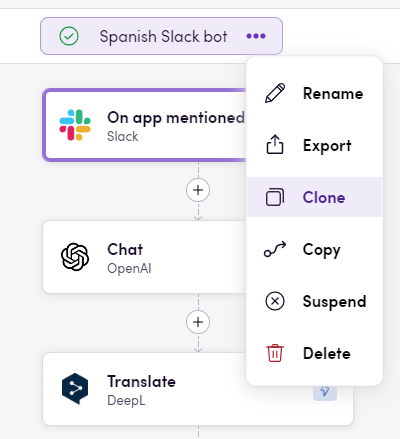 Spanish Slack bot
Rename
On app mentioned
Slack
Export
Clone
Chat
OpenAI
Copy
Suspend
Translate
DeepL
Delete